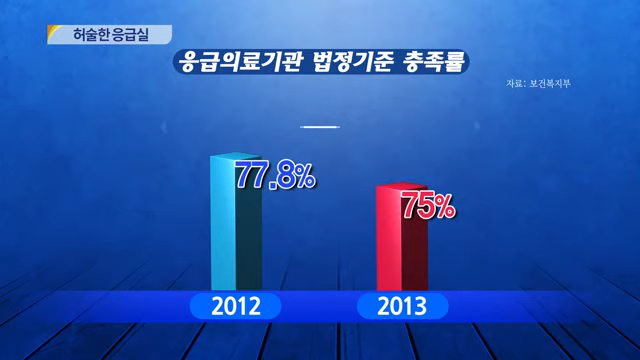 허술한 응급실
응급의료기관 법정기준 충족률
자료: 보건복지부
77.8%
75%
2012
2013